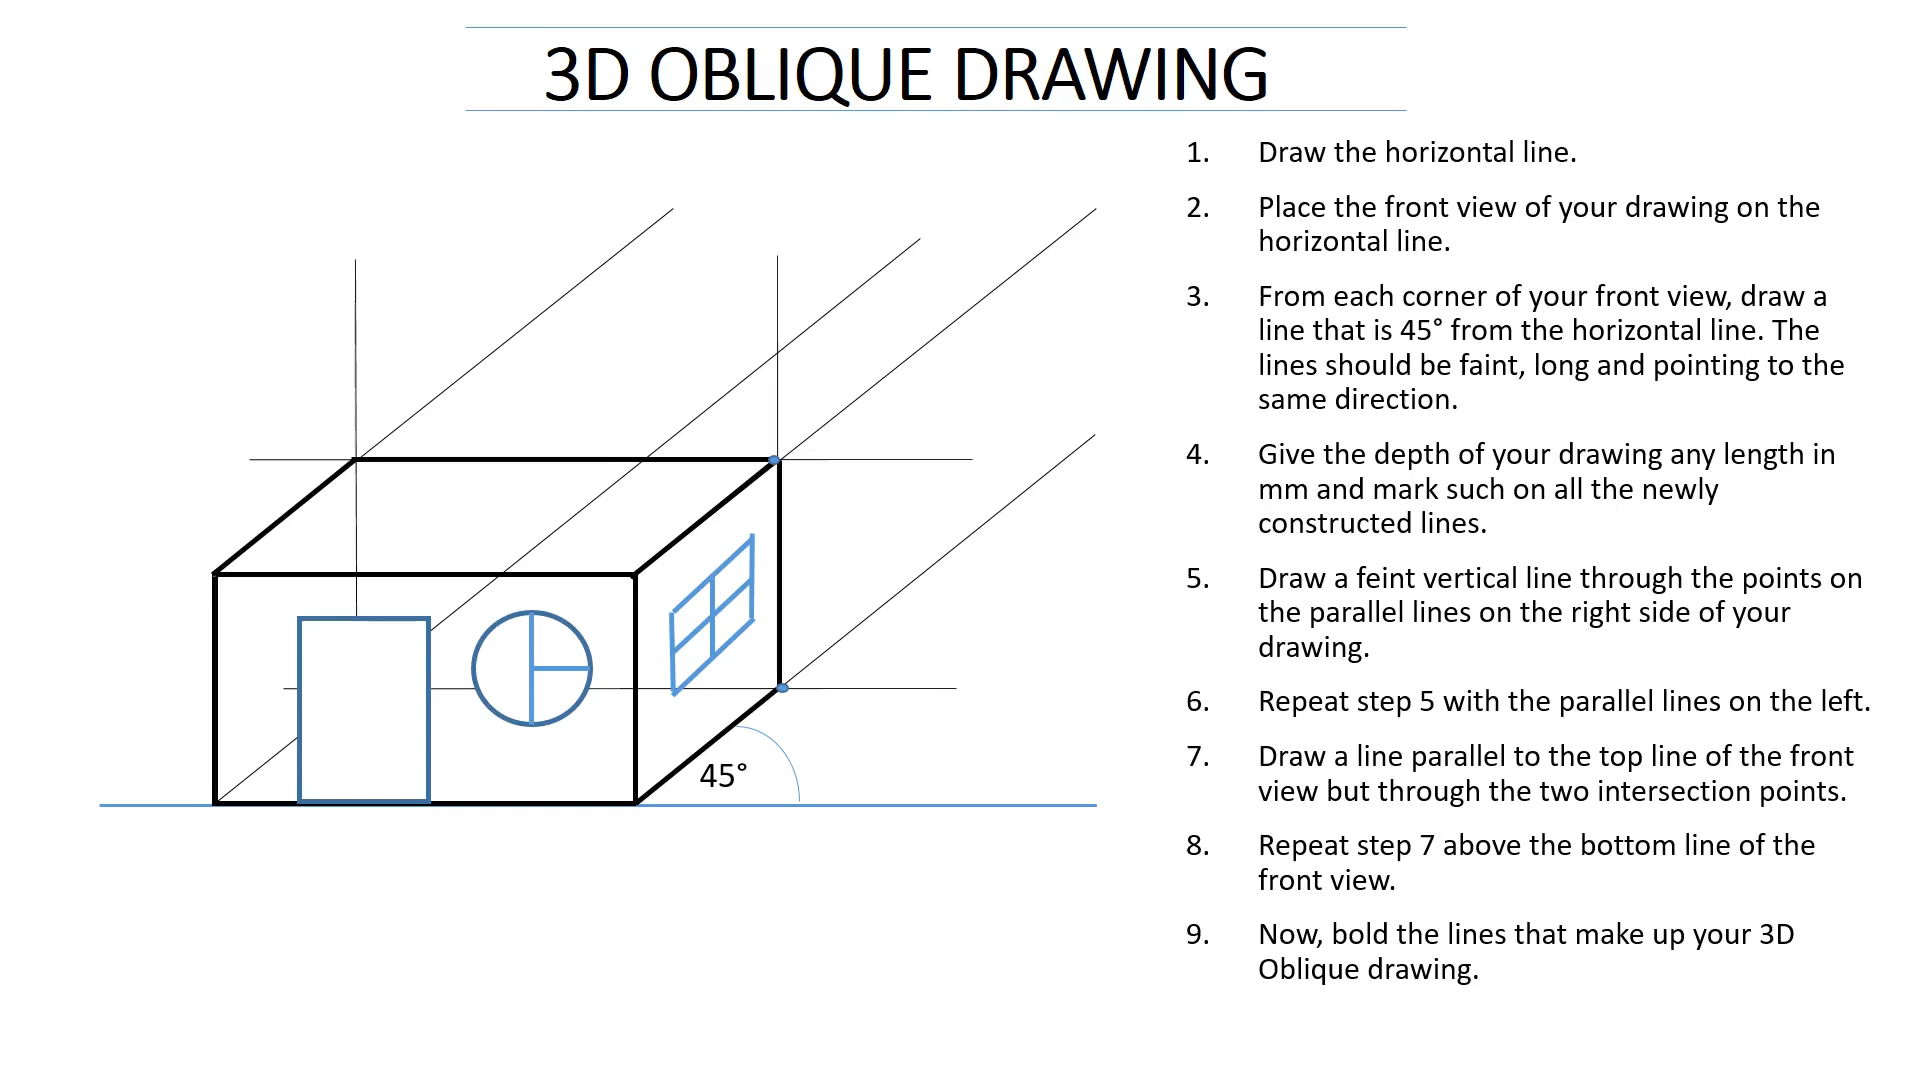 3D OBLIQUE DRAWING
1. Draw the horizontal line.
2. Place the front view of your drawing on the
horizontal line.
3. From each corner of your front view, draw a
line that is 45° from the horizontal line. The
lines should be faint, long and pointing to the
same direction.
4. Give the depth of your drawing any length in
mm and mark such on all the newly
constructed lines.
5. Draw a feint vertical line through the points on
the parallel lines on the right side of your
drawing.
6. Repeat step 5 with the parallel lines on the left.
7. Draw a line parallel to the top line of the front
view but through the two intersection points.
8. Repeat step 7 above the bottom line of the
front view.
9. Now, bold the lines that make up your 3D
Oblique drawing.
45°